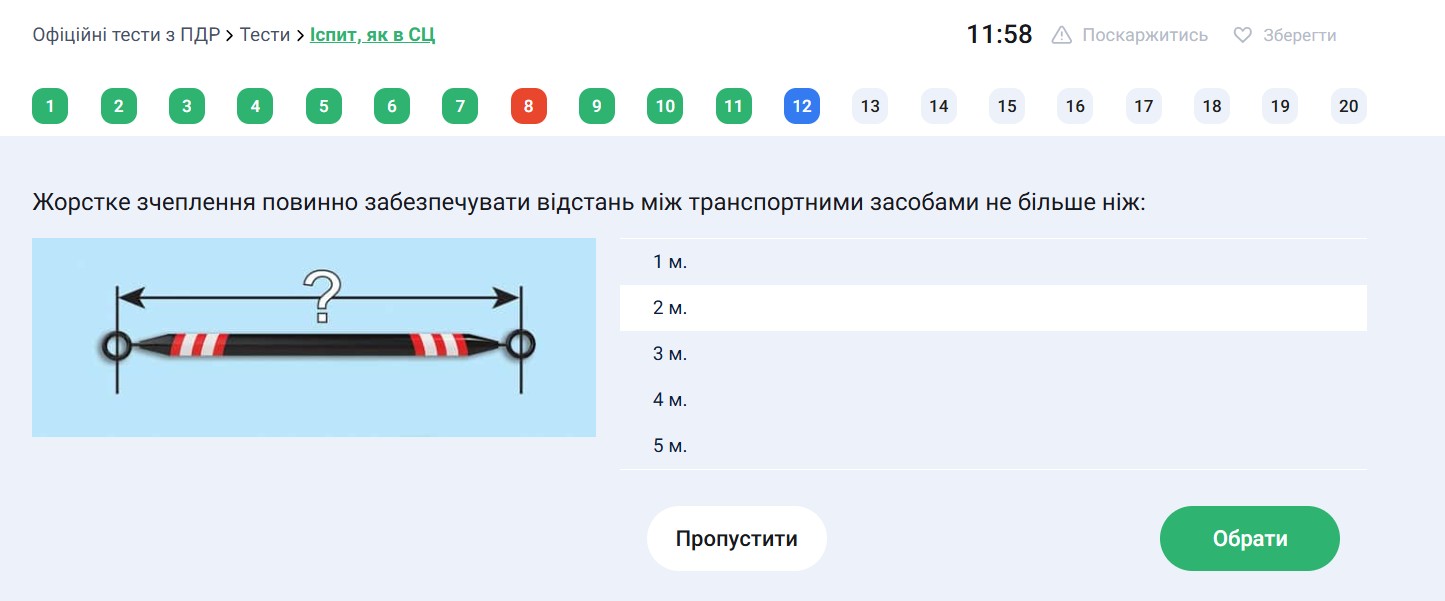 Офіційні тести з ПДР > Тести > Іспит, як в СЦ
11:58 Поскаржитись Зберегти
1 2 3 4 5 6 7 8 9 10 11 12 13 14 15 16 17 18 19 20
Жорстке зчеплення повинно забезпечувати відстань між транспортними засобами не більше ніж:
?
1 м.
2 м.
3 м.
4 м.
5 м.
Пропустити
Обрати